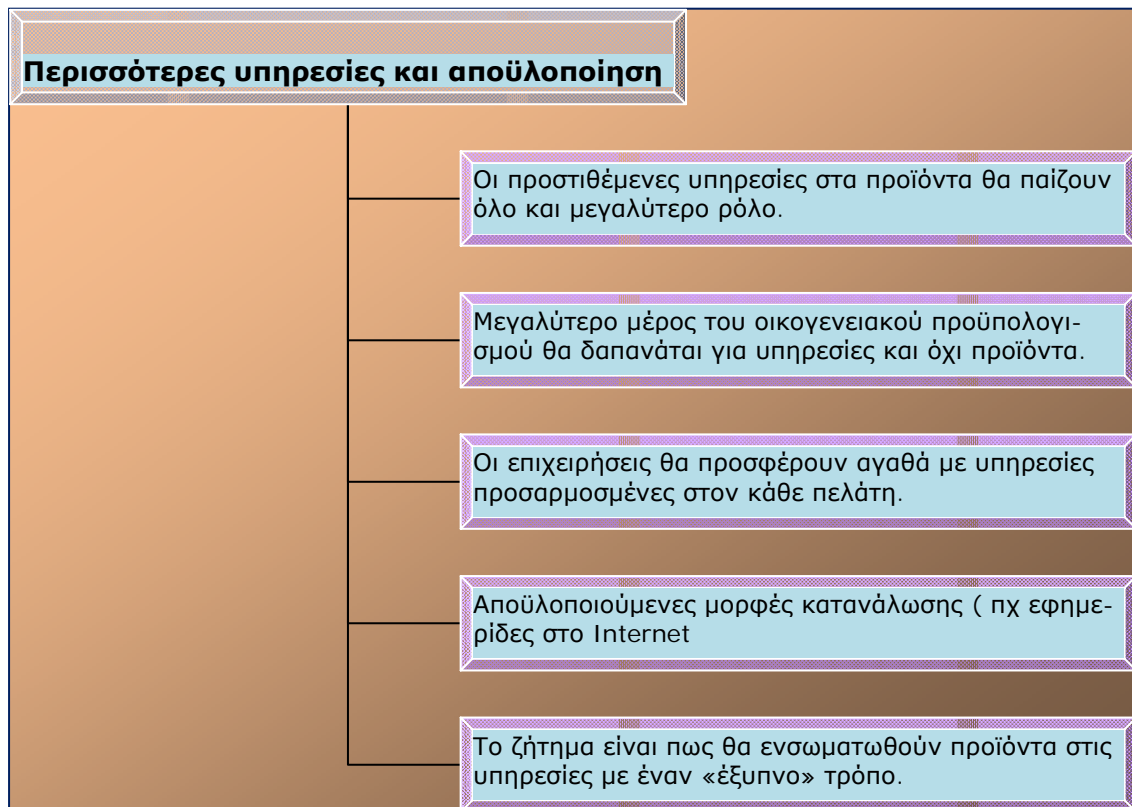 Περισσότερες υπηρεσίες και αποϋλοποίηση
Οι προστιθέμενες υπηρεσίες στα προϊόντα θα παίζουν
όλο και μεγαλύτερο ρόλο.
Μεγαλύτερο μέρος του οικογενειακού προϋπολογι-
σμού θα δαπανάται για υπηρεσίες και όχι προϊόντα.
Οι επιχειρήσεις θα προσφέρουν αγαθά με υπηρεσίες
προσαρμοσμένες στον κάθε πελάτη.
Αποϋλοποιούμενες μορφές κατανάλωσης ( πχ εφημε-
ρίδες στο Internet
Το ζήτημα είναι πως θα ενσωματωθούν προϊόντα στις
υπηρεσίες με έναν «έξυπνο» τρόπο.